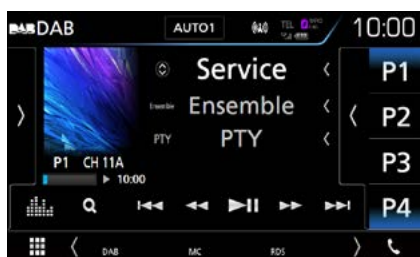 DAB DAB AUTO1 TEL 10:00
Service P1
Ensemble Ensemble P2
PTY PTY
P1 CH 11A P3
10:00
P4
DAB MC RDS